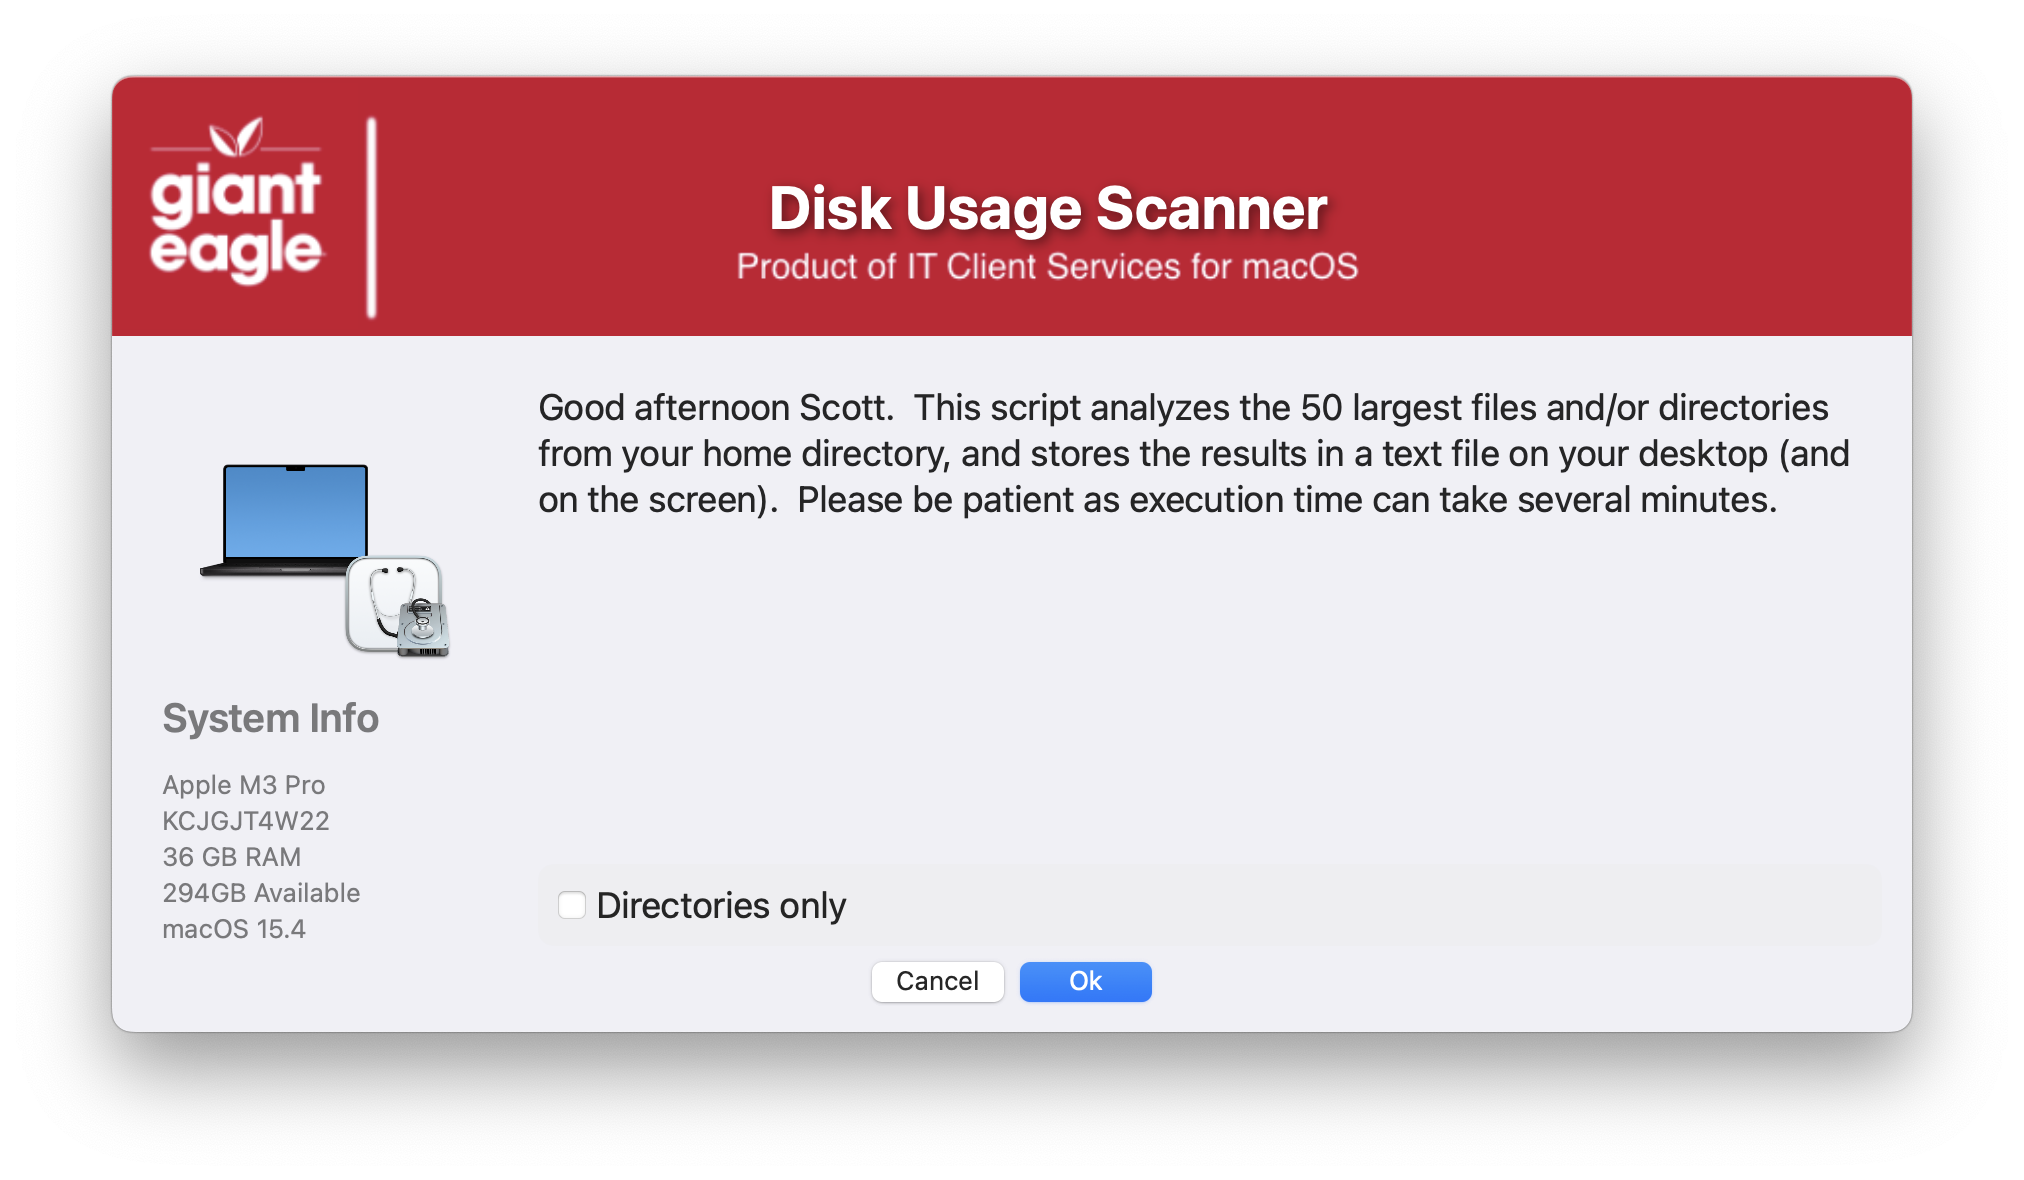 giant
eagle
Disk Usage Scanner
Product of IT Client Services for macOS
Good afternoon Scott.  This script analyzes the 50 largest files and/or directories
from your home directory, and stores the results in a text file on your desktop (and
on the screen).  Please be patient as execution time can take several minutes.
System Info
Apple M3 Pro
KCJGJT4W22
36 GB RAM
294GB Available
macOS 15.4
Directories only
Cancel
Ok